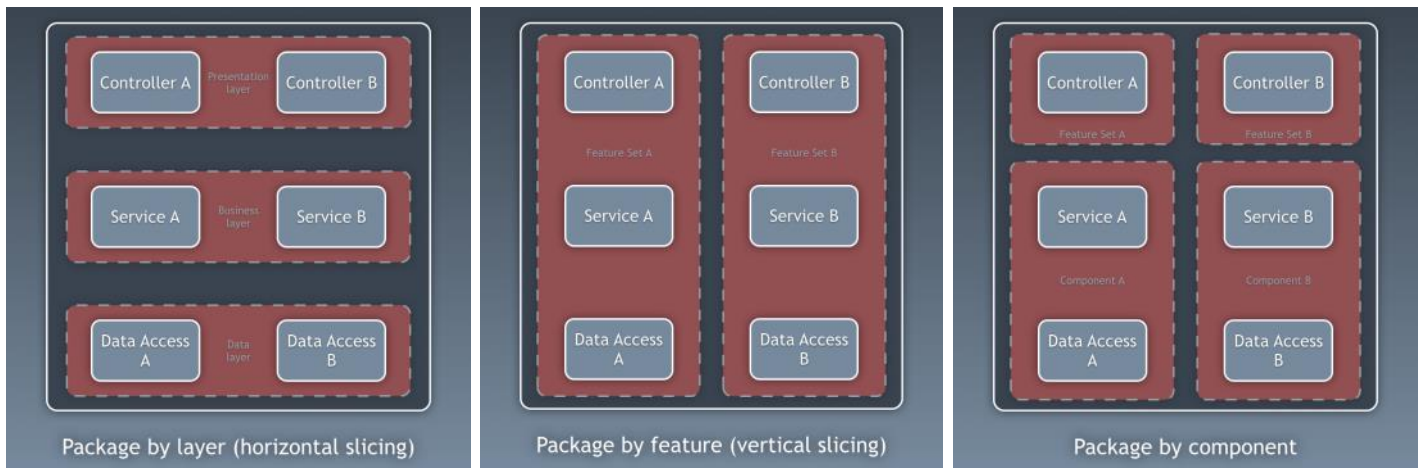 Controller A
Presentation
layer
Controller B
Service A
Business
layer
Service B
Data Access
A
Data
layer
Data Access
B
Package by layer (horizontal slicing)
Controller A
Controller B
Feature Set A
Feature Set B
Service A
Service B
Data Access
A
Data Access
B
Package by feature (vertical slicing)
Controller A
Controller B
Feature Set A
Feature Set B
Service A
Service B
Component A
Component B
Data Access
A
Data Access
B
Package by component